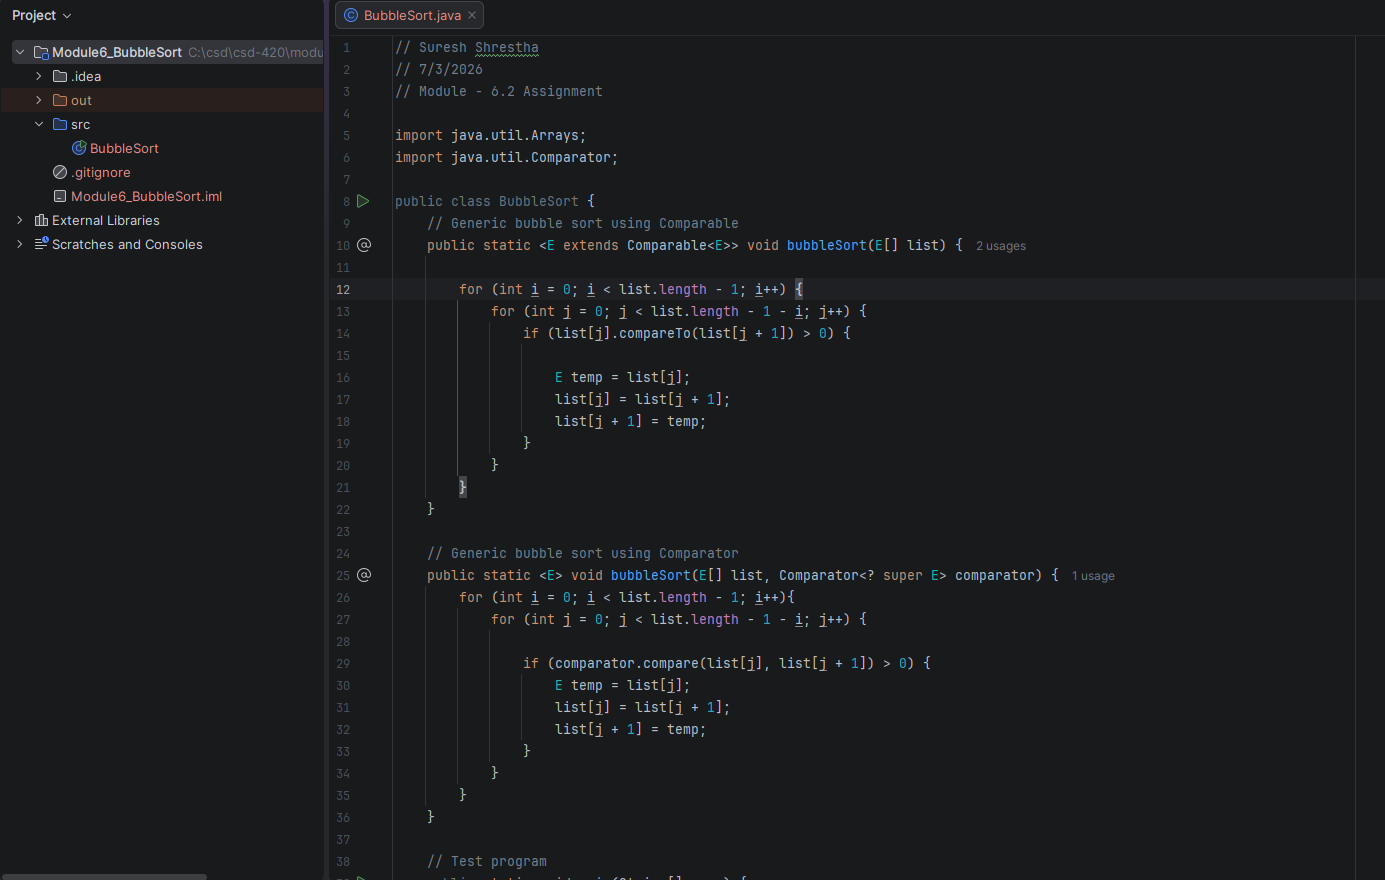 Project
Module6_BubbleSort C:\csd\csd-420\modu
.idea
out
src
BubbleSort
.gitignore
Module6_BubbleSort.iml
External Libraries
Scratches and Consoles
BubbleSort.java
1 // Suresh Shrestha
2 // 7/3/2026
3 // Module - 6.2 Assignment
4
5 import java.util.Arrays;
6 import java.util.Comparator;
7
8 public class BubbleSort {
9 // Generic bubble sort using Comparable
10 public static <E extends Comparable<E>> void bubbleSort(E[] list) { 2 usages
11
12 for (int i = 0; i < list.length - 1; i++) {
13 for (int j = 0; j < list.length - 1 - i; j++) {
14 if (list[j].compareTo(list[j + 1]) > 0) {
15
16 E temp = list[j];
17 list[j] = list[j + 1];
18 list[j + 1] = temp;
19 }
20 }
21 }
22 }
23
24 // Generic bubble sort using Comparator
25 public static <E> void bubbleSort(E[] list, Comparator<? super E> comparator) { 1 usage
26 for (int i = 0; i < list.length - 1; i++){
27 for (int j = 0; j < list.length - 1 - i; j++) {
28
29 if (comparator.compare(list[j], list[j + 1]) > 0) {
30 E temp = list[j];
31 list[j] = list[j + 1];
32 list[j + 1] = temp;
33 }
34 }
35 }
36 }
37
38 // Test program